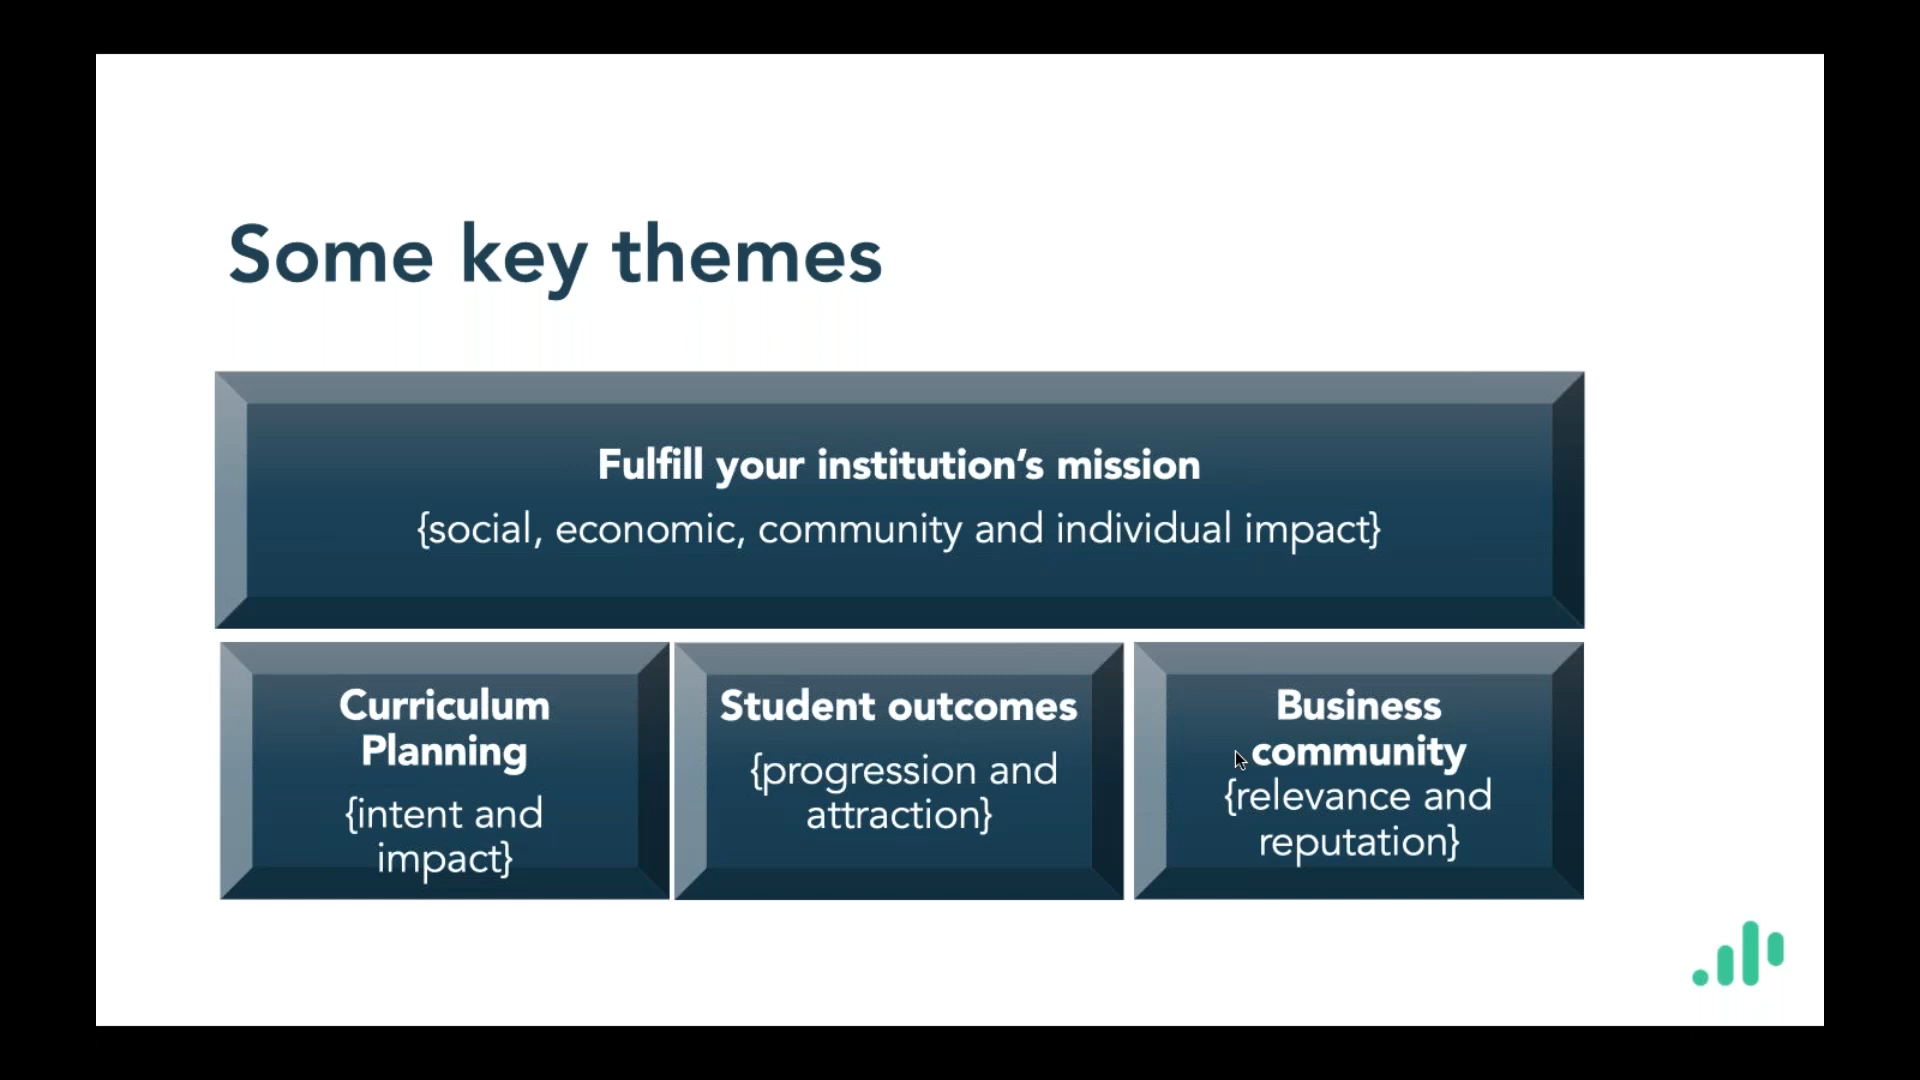 Some key themes
Fulfill your institution’s mission
{social, economic, community and individual impact}
Curriculum
Planning
{intent and
impact}
Student outcomes
{progression and
attraction}
Business
community
{relevance and
reputation}